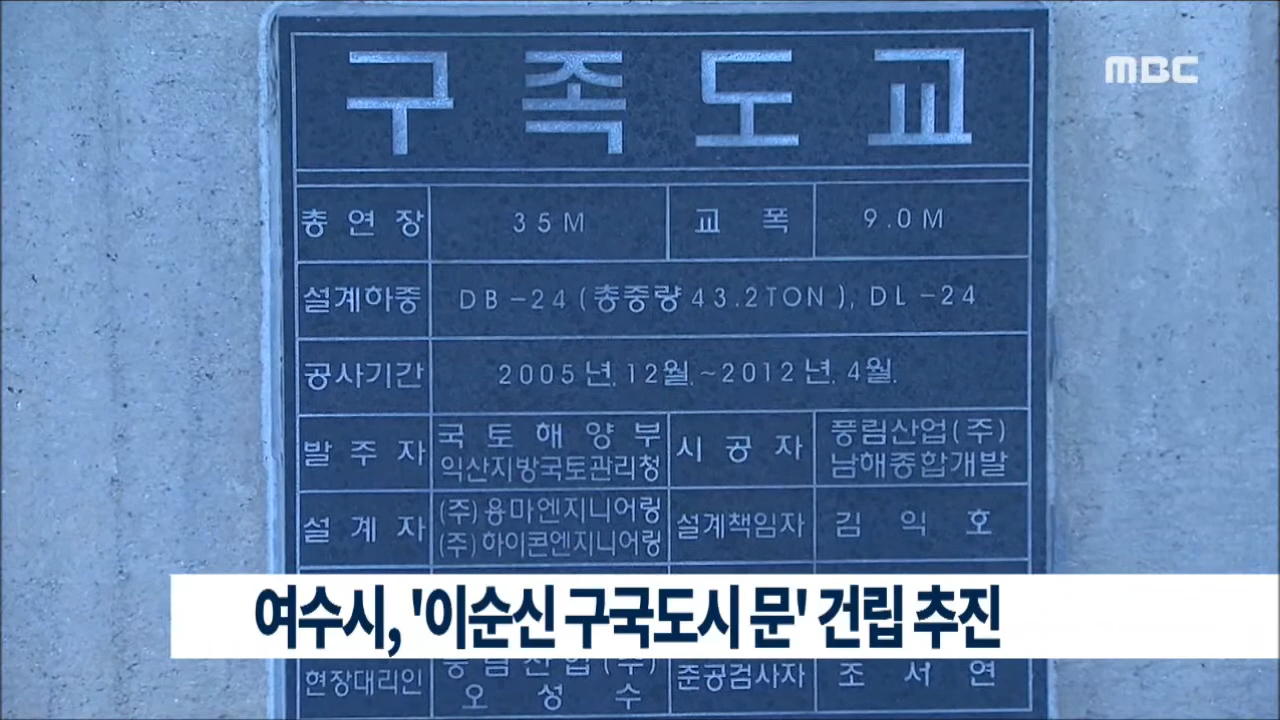 MBC
구 족 도 교
총 연 장 35M 교 폭 9.0M
설계하중 DB-24(총중량43.2TON), DL-24
공사기간 2005년. 12월.~2012년. 4월.
발 주 자 국 토 해 양 부 시 공 자 풍림산업(주)
익산지방국토관리청 남해종합개발
설 계 자 (주)용마엔지니어링 설계책임자 김 익 호
(주)하이콘엔지니어링
여수시, '이순신 구국도시 문' 건립 추진
현장대리인 풍림산업(주) 준공검사자 조 서 연
오 성 수